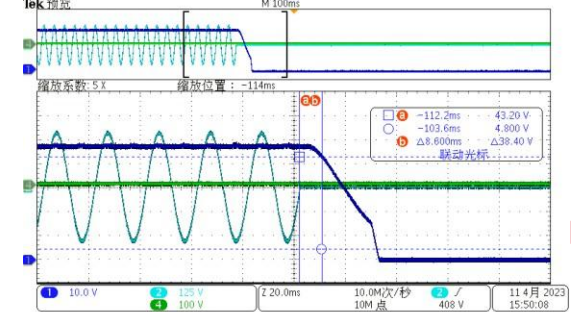 Tek 预览
M 100ms
缩放系数: 5 X
缩放位置: -114ms
a b
a -112.2ms 43.20 V
-103.6ms 4.800 V
b Δ8.600ms Δ38.40 V
联动光标
1
1 10.0 V
2 125 V
4 100 V
Z 20.0ms
10.0M次/秒
10M 点
2 ∫ 408 V
11 4月 2023
15:50:08